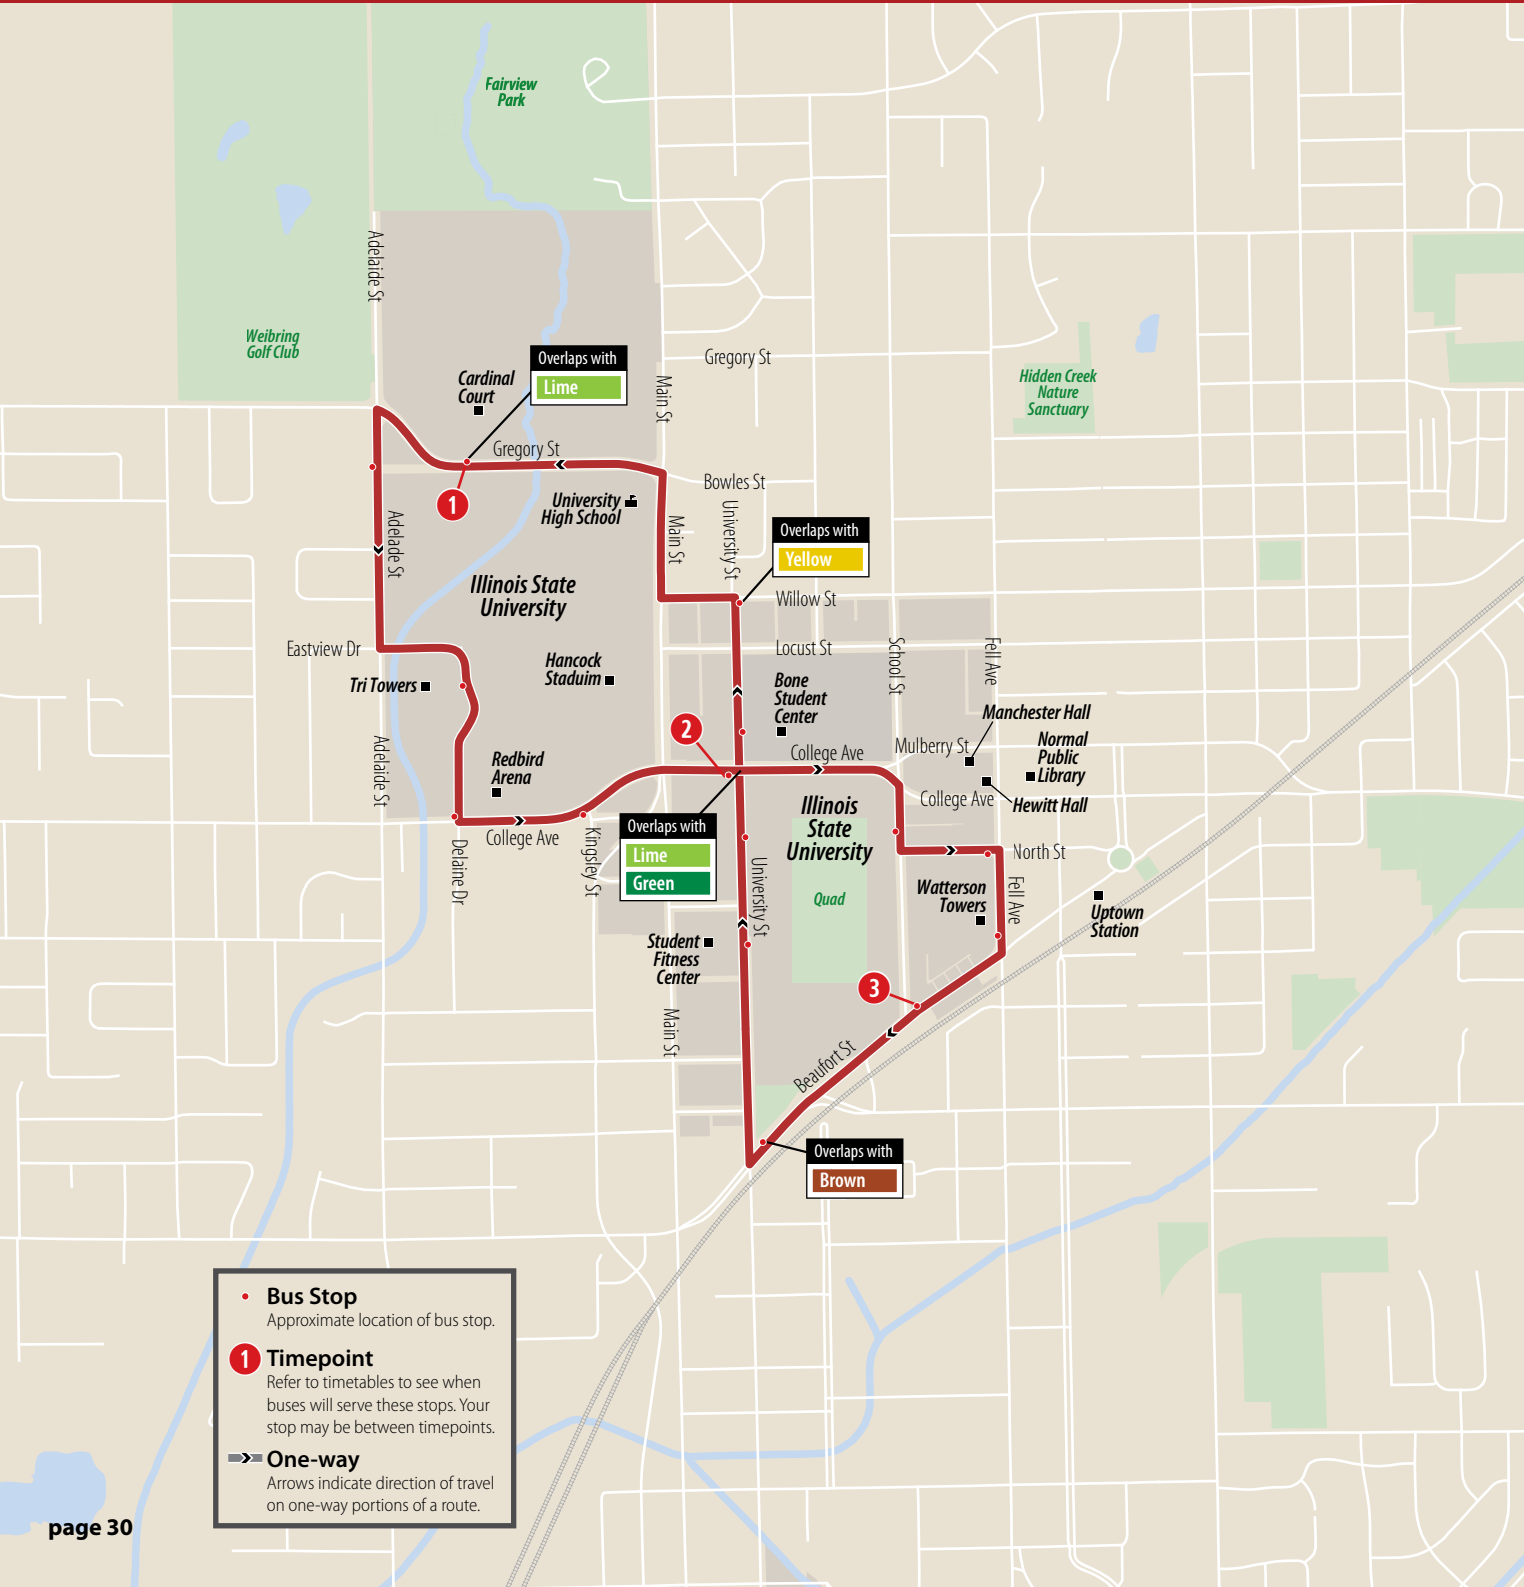 Fairview
Park
Adelaide St
Weibring
Golf Club
Overlaps with
Lime
Gregory St
Cardinal
Court
Main St
Hidden Creek
Nature
Sanctuary
Gregory St
Bowles St
1
University
High School
Main St
University St
Adelade St
Overlaps with
Yellow
Illinois State
University
Willow St
Eastview Dr
Locust St
School St
Fell Ave
Hancock
Staduim
Tri Towers
Bone
Student
Center
Manchester Hall
2
Mulberry St
Normal
Public
Library
College Ave
Adelaide St
Redbird
Arena
College Ave
Hewitt Hall
Illinois
State
University
Overlaps with
Lime
Green
College Ave
Kingsley St
Delaine Dr
North St
University St
Quad
Watterson
Towers
Fell Ave
Uptown
Station
Student
Fitness
Center
3
Main St
Beaufort St
Overlaps with
Brown
Bus Stop
Approximate location of bus stop.
1 Timepoint
Refer to timetables to see when
buses will serve these stops. Your
stop may be between timepoints.
One-way
Arrows indicate direction of travel
on one-way portions of a route.
page 30